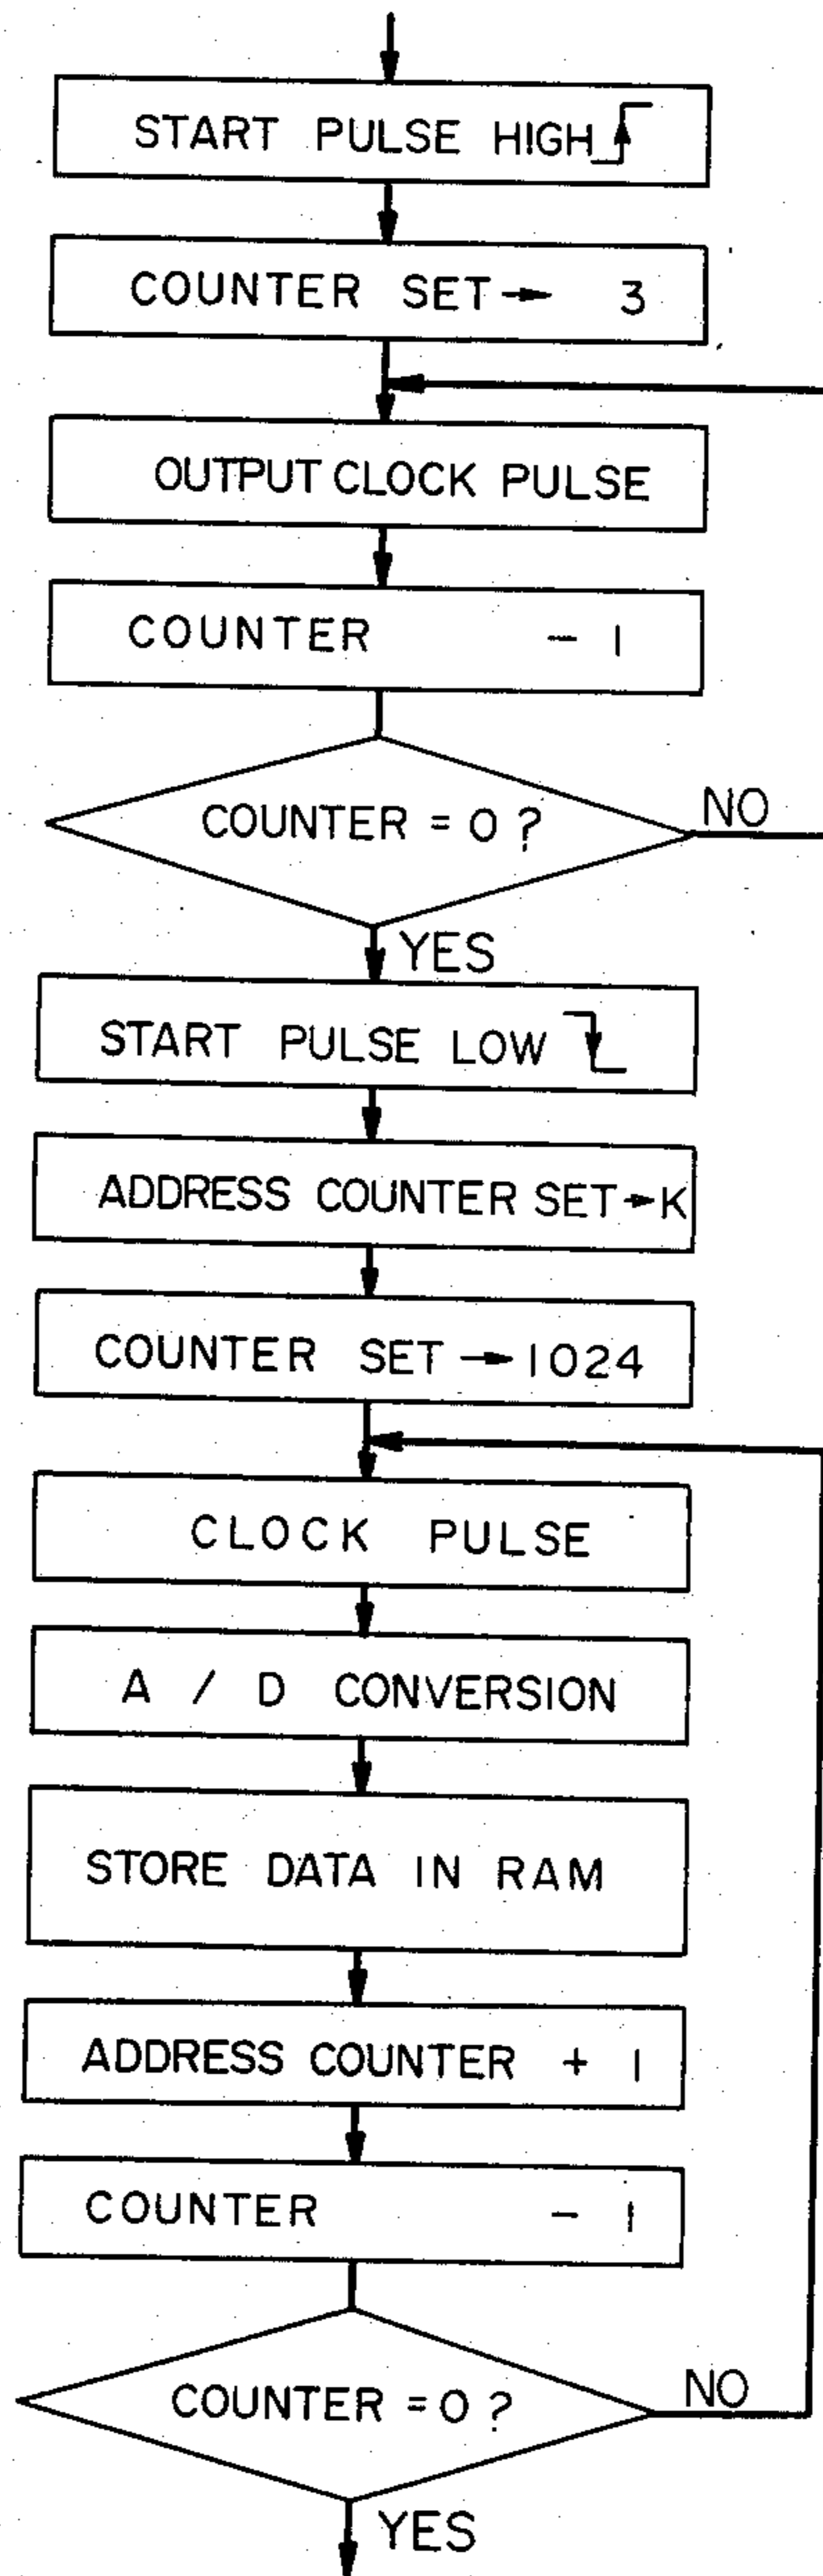 START PULSE HIGH
COUNTER SET → 3
OUTPUT CLOCK PULSE
COUNTER - 1
COUNTER = 0 ?
NO
YES
START PULSE LOW
ADDRESS COUNTER SET → K
COUNTER SET → 1024
CLOCK PULSE
A / D CONVERSION
STORE DATA IN RAM
ADDRESS COUNTER + 1
COUNTER - 1
COUNTER = 0 ?
NO
YES